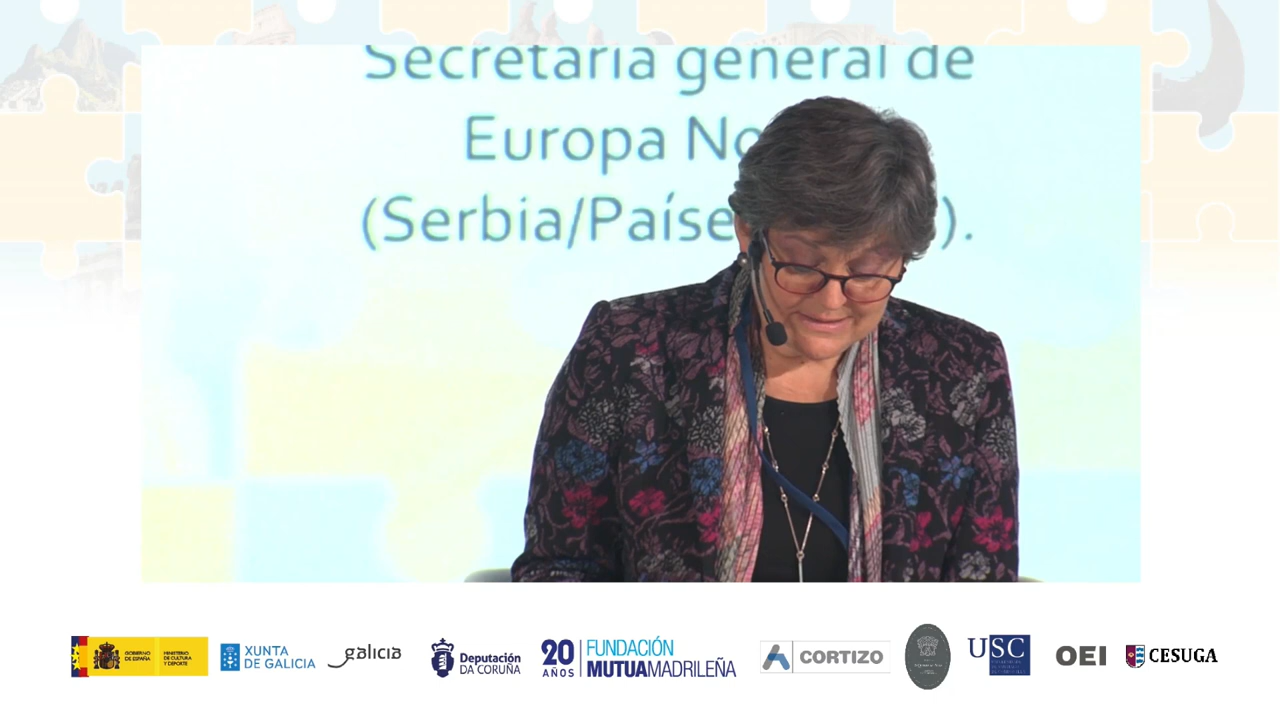 Secretaria general de
Europa No
(Serbia/Paíse ).
GOBIERNO
DE ESPAÑA
MINISTERIO
DE CULTURA
Y DEPORTE
XUNTA
DE GALICIA
galicia
Deputación
DA CORUÑA
20
AÑOS
FUNDACIÓN
MUTUAMADRILEÑA
CORTIZO
USC
OEI
CESUGA